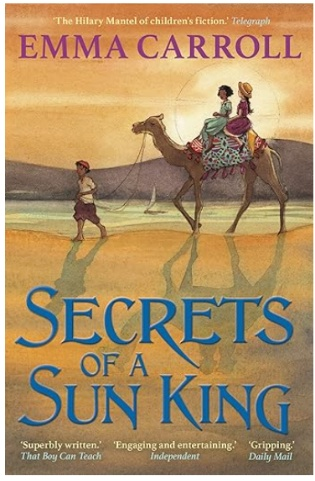 'The Hilary Mantel of children's fiction.' Telegraph
EMMA CARROLL
SECRETS
OF A
SUN KING
'Superbly written.' 'Engaging and entertaining.' 'Gripping.'
That Boy Can Teach Independent Daily Mail